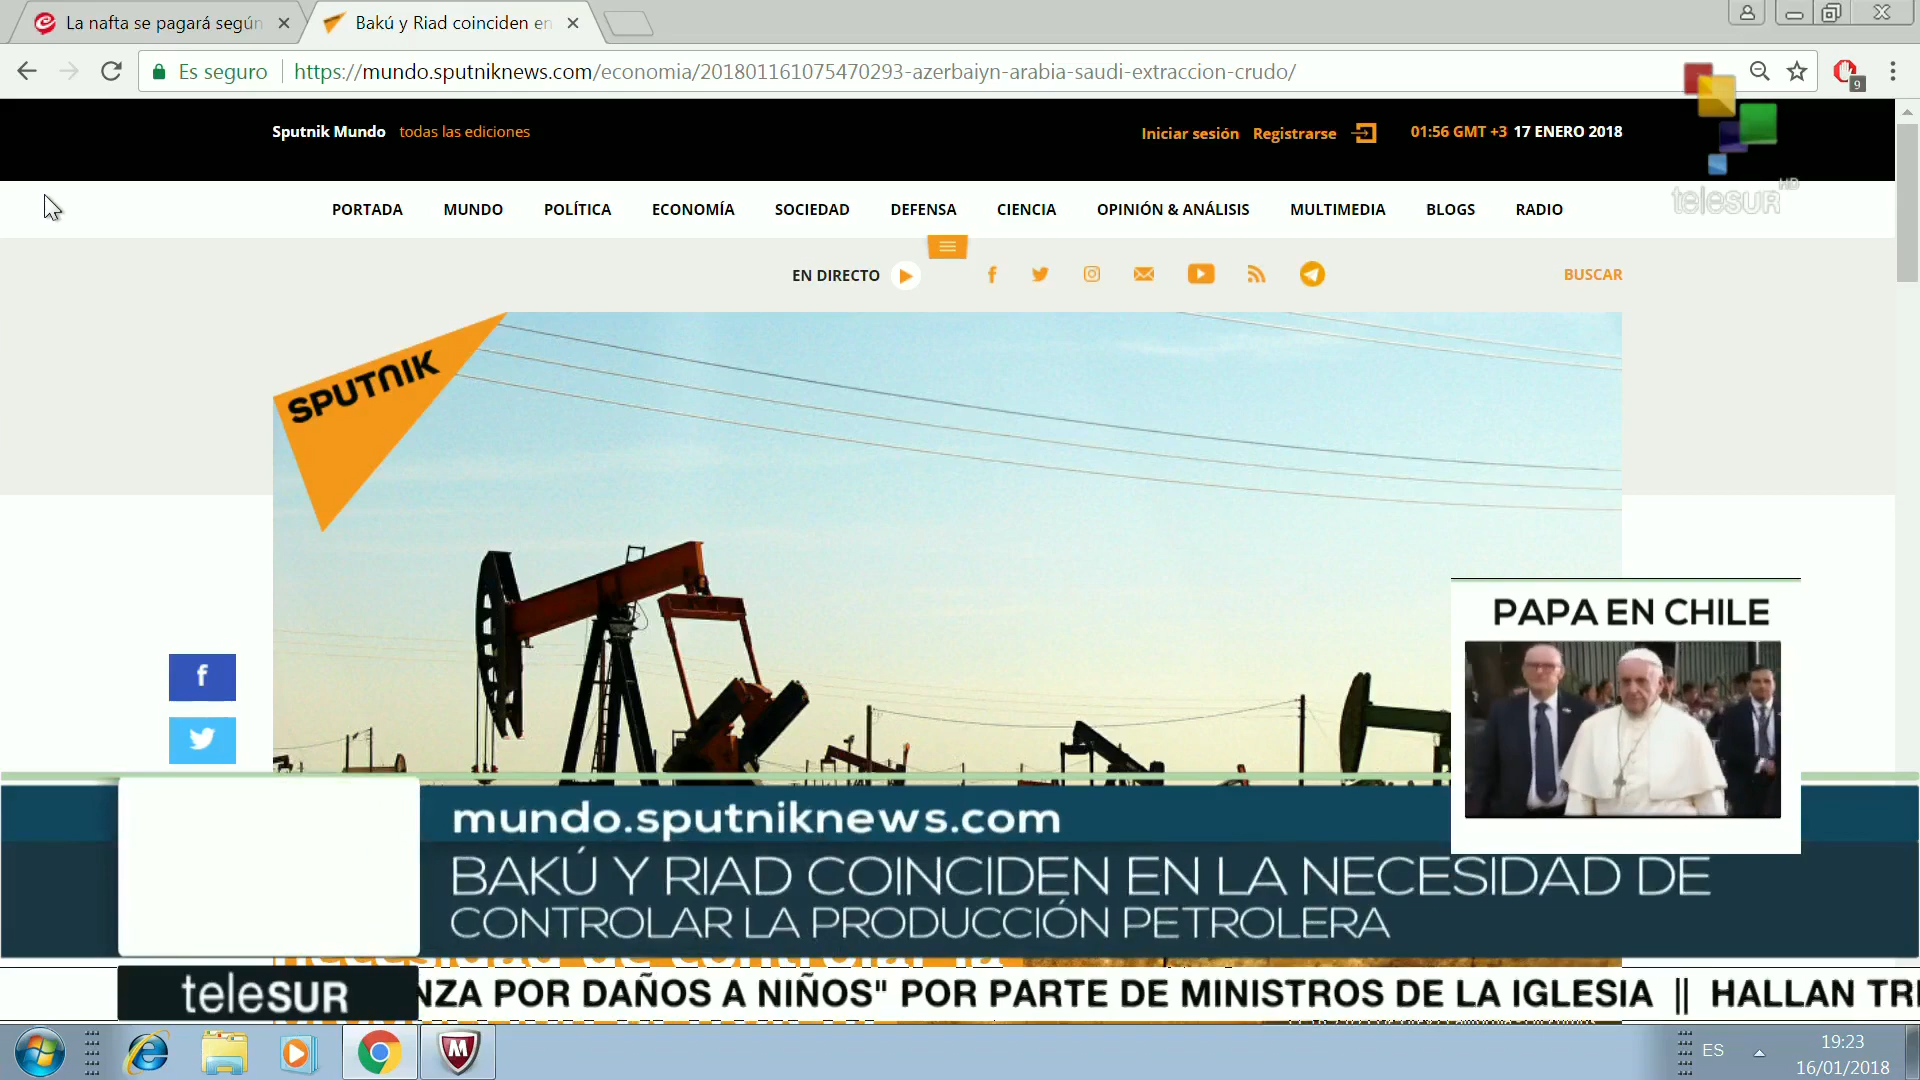 La nafta se pagará según
Bakú y Riad coinciden en
Es seguro
https://mundo.sputniknews.com/economia/201801161075470293-azerbaiyn-arabia-saudi-extraccion-crudo/
9
Sputnik Mundo todas las ediciones
Iniciar sesión Registrarse
01:56 GMT +3 17 ENERO 2018
teleSUR HD
PORTADA MUNDO POLÍTICA ECONOMÍA SOCIEDAD DEFENSA CIENCIA OPINIÓN & ANÁLISIS MULTIMEDIA BLOGS RADIO
EN DIRECTO
BUSCAR
SPUTNIK
PAPA EN CHILE
mundo.sputniknews.com
BAKÚ Y RIAD COINCIDEN EN LA NECESIDAD DE
CONTROLAR LA PRODUCCIÓN PETROLERA
teleSUR
NZA POR DAÑOS A NIÑOS" POR PARTE DE MINISTROS DE LA IGLESIA || HALLAN TRE
ES
19:23
16/01/2018